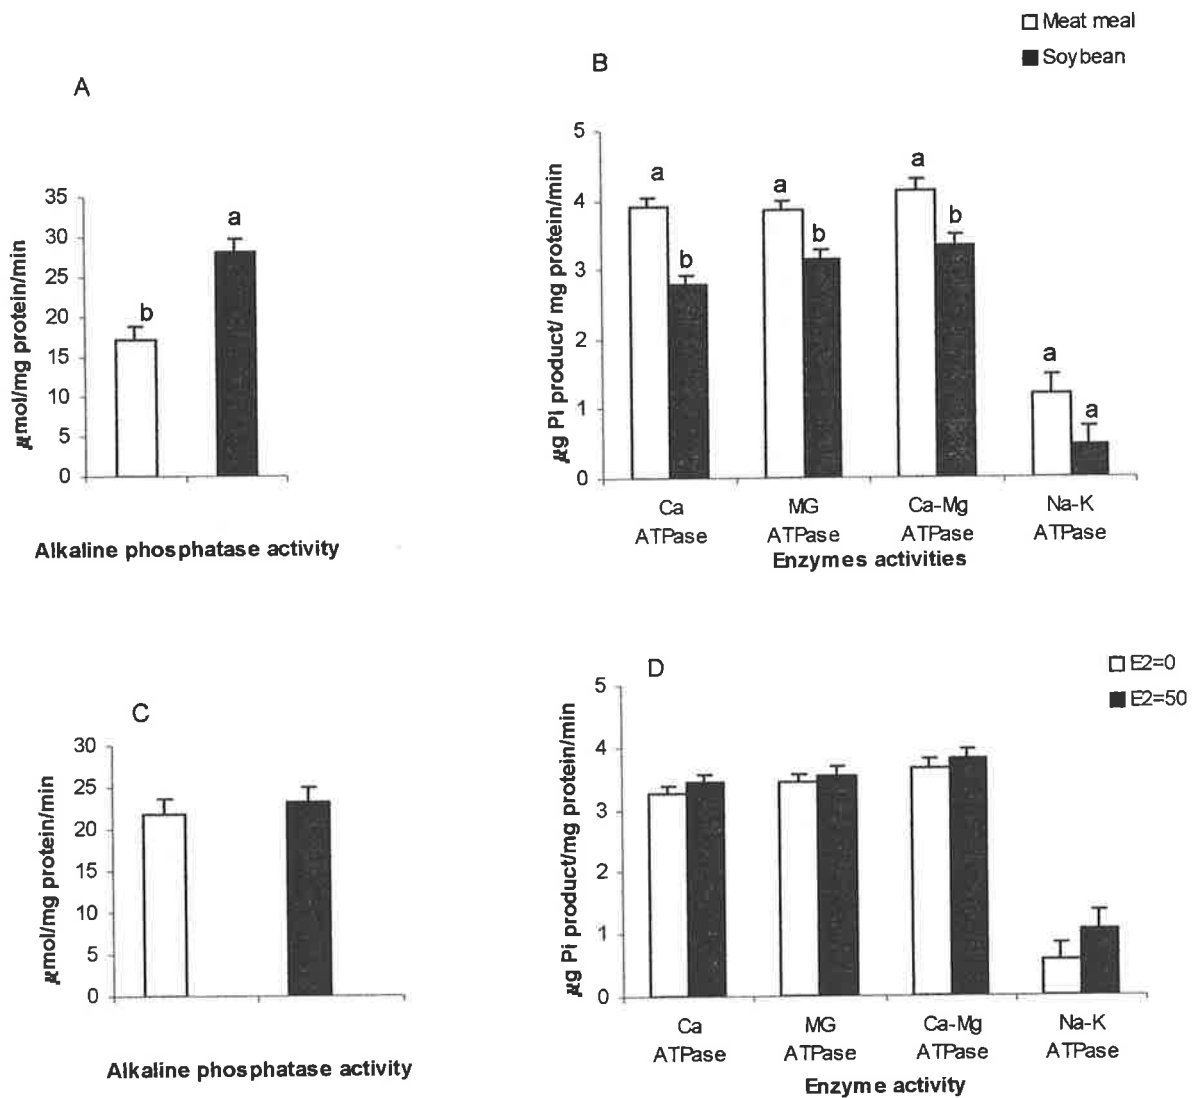 Meat meal
Soybean
A
B
35
30
25
20
15
10
5
0
μmol/mg protein/min
b
a
Alkaline phosphatase activity
5
4
3
2
1
0
μg Pi product/ mg protein/min
a
b
a
b
a
b
a
a
Ca
ATPase
MG
ATPase
Ca-Mg
ATPase
Na-K
ATPase
Enzymes activities
C
D
E2=0
E2=50
30
25
20
15
10
5
0
μmol/mg protein/min
Alkaline phosphatase activity
5
4
3
2
1
0
μg Pi product/mg protein/min
Ca
ATPase
MG
ATPase
Ca-Mg
ATPase
Na-K
ATPase
Enzyme activity